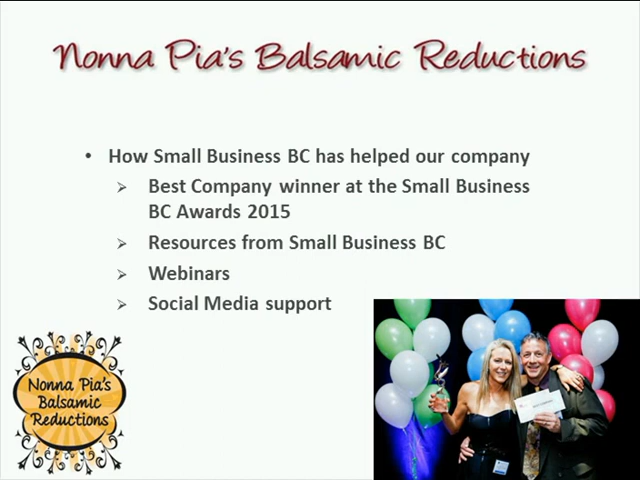 Nonna Pia's Balsamic Reductions
• How Small Business BC has helped our company
➢ Best Company winner at the Small Business
BC Awards 2015
➢ Resources from Small Business BC
➢ Webinars
➢ Social Media support
Nonna Pia's
Balsamic
Reductions